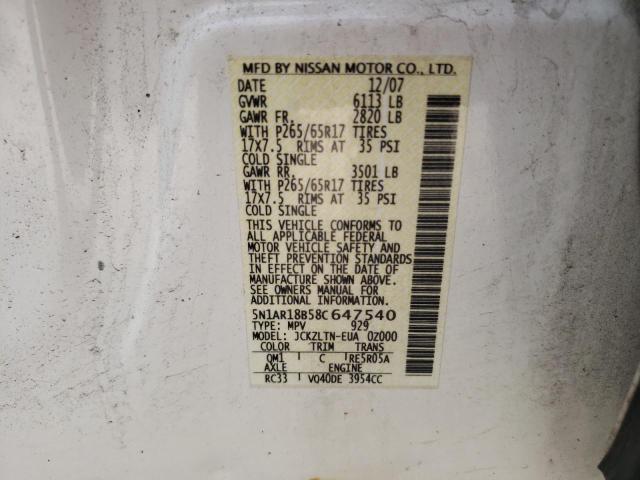 MFD BY NISSAN MOTOR CO., LTD.
DATE 12/07
GVWR 6113 LB
GAWR FR. 2820 LB
WITH P265/65R17 TIRES
17X7.5 RIMS AT 35 PSI
COLD SINGLE
GAWR RR. 3501 LB
WITH P265/65R17 TIRES
17X7.5 RIMS AT 35 PSI
COLD SINGLE
THIS VEHICLE CONFORMS TO
ALL APPLICABLE FEDERAL
MOTOR VEHICLE SAFETY AND
THEFT PREVENTION STANDARDS
IN EFFECT ON THE DATE OF
MANUFACTURE SHOWN ABOVE.
SEE OWNERS MANUAL FOR
ADDITIONAL INFORMATION.
5N1AR18B58C647540
TYPE: MPV 929
MODEL: JCKZLTN-EUA 0Z000
COLOR TRIM TRANS
QM1 C RE5R05A
AXLE ENGINE
RC33 VQ40DE 3954CC